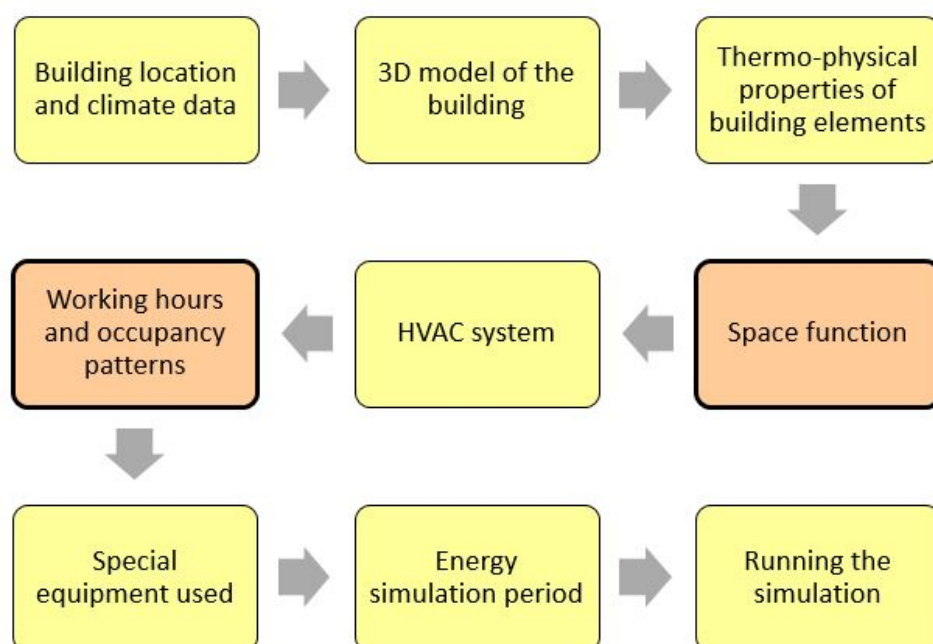 Building location
and climate data
3D model of the
building
Thermo-physical
properties of
building elements
Space function
HVAC system
Working hours
and occupancy
patterns
Special
equipment used
Energy
simulation period
Running the
simulation